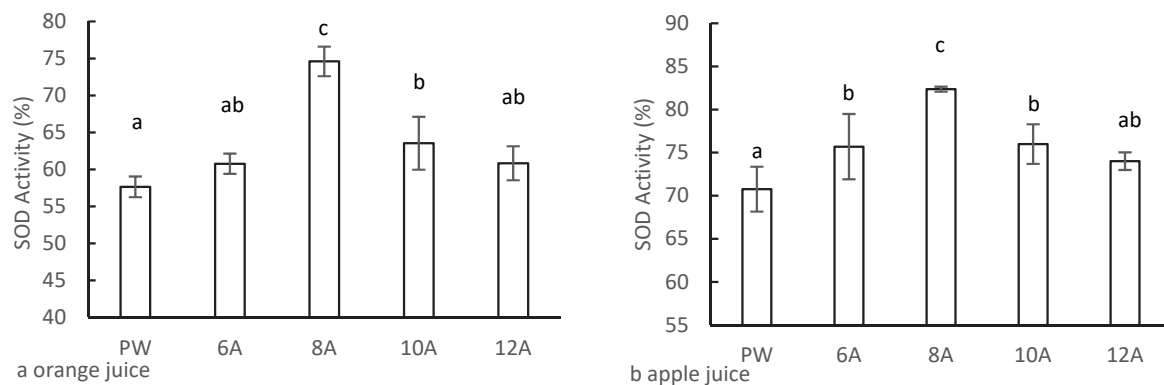 SOD Activity (%)
80
75
70
65
60
55
50
45
40
a
ab
c
b
ab
PW 6A 8A 10A 12A
a orange juice
SOD Activity (%)
90
85
80
75
70
65
60
55
a
b
c
b
ab
PW 6A 8A 10A 12A
b apple juice